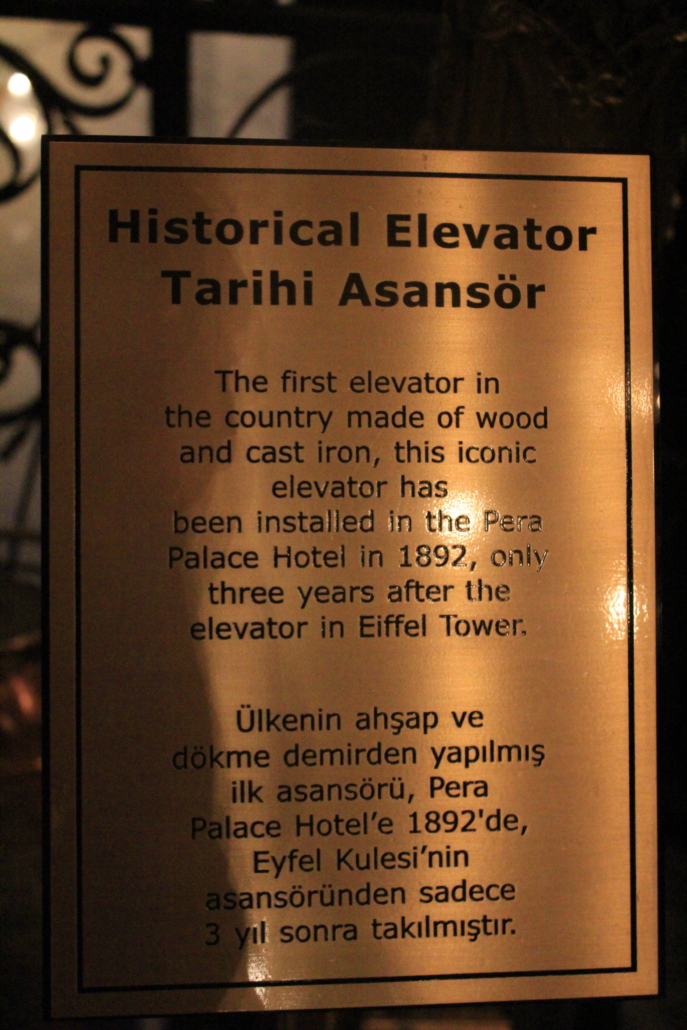 Historical Elevator
Tarihi Asansör
The first elevator in
the country made of wood
and cast iron, this iconic
elevator has
been installed in the Pera
Palace Hotel in 1892, only
three years after the
elevator in Eiffel Tower.
Ülkenin ahşap ve
dökme demirden yapılmış
ilk asansörü, Pera
Palace Hotel’e 1892'de,
Eyfel Kulesi’nin
asansöründen sadece
3 yıl sonra takılmıştır.